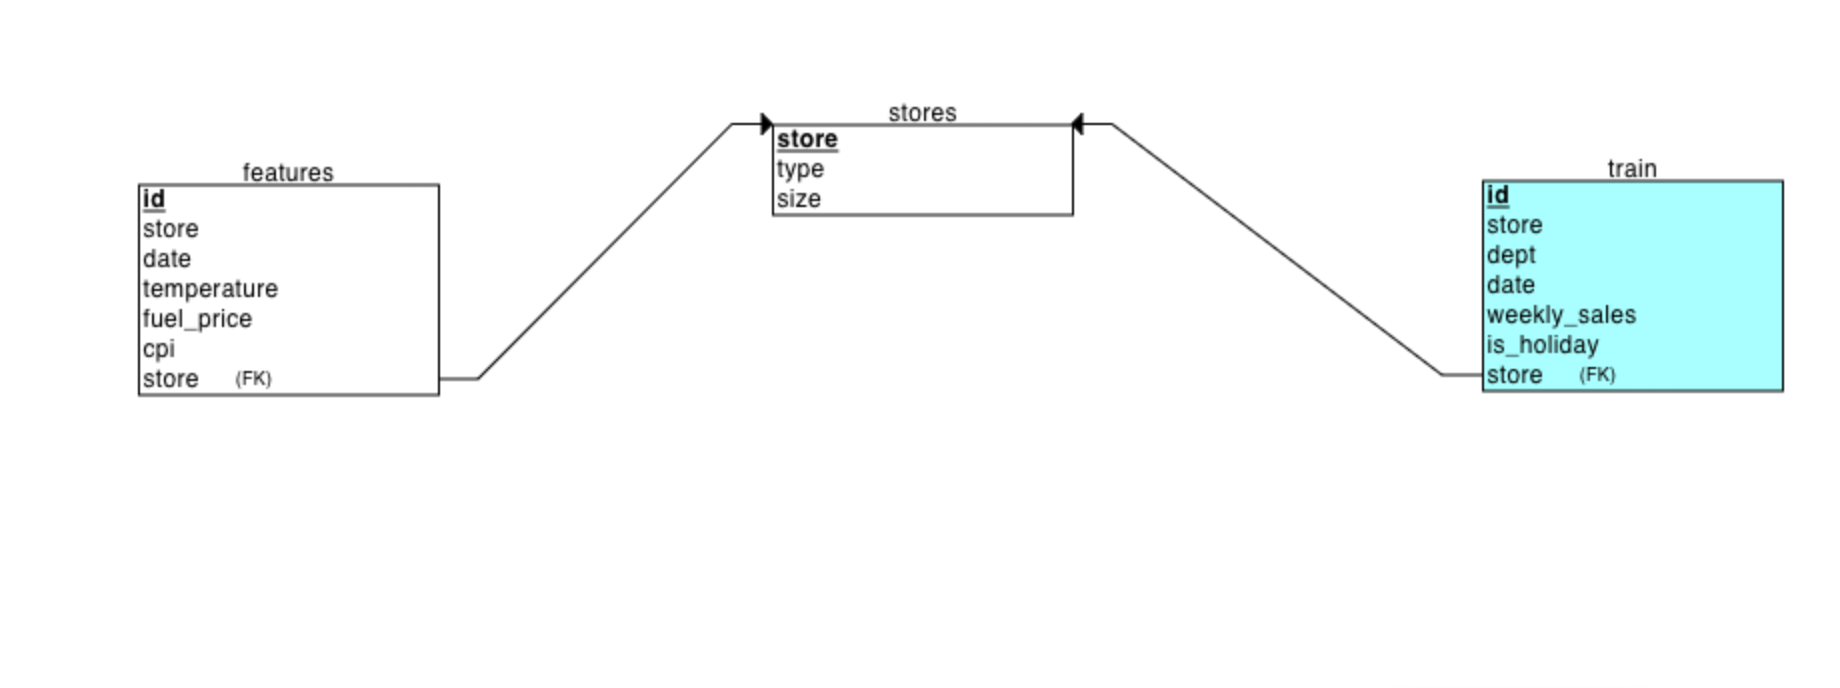 features
id
store
date
temperature
fuel_price
cpi
store (FK)
stores
store
type
size
train
id
store
dept
date
weekly_sales
is_holiday
store (FK)